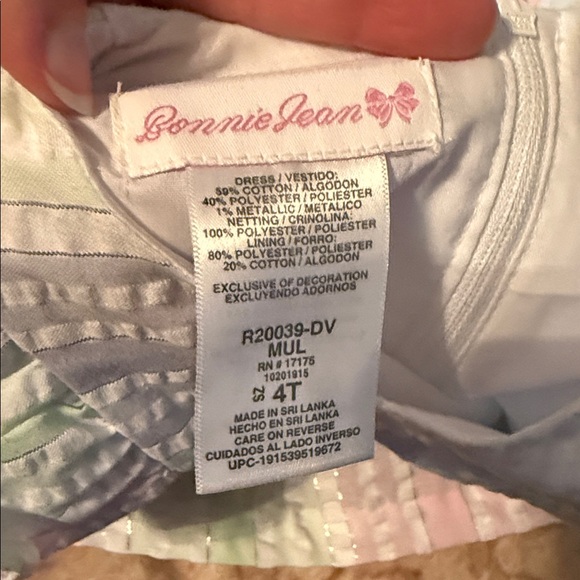 Bonnie Jean
DRESS / VESTIDO:
59% COTTON / ALGODON
40% POLYESTER / POLIESTER
1% METALLIC / METALICO
NETTING / CRINOLINA:
100% POLYESTER / POLIESTER
LINING / FORRO:
80% POLYESTER / POLIESTER
20% COTTON / ALGODON
EXCLUSIVE OF DECORATION
EXCLUYENDO ADORNOS
R20039-DV
MUL
RN # 17175
10201915
SZ 4T
MADE IN SRI LANKA
HECHO EN SRI LANKA
CARE ON REVERSE
CUIDADOS AL LADO INVERSO
UPC-191539519672